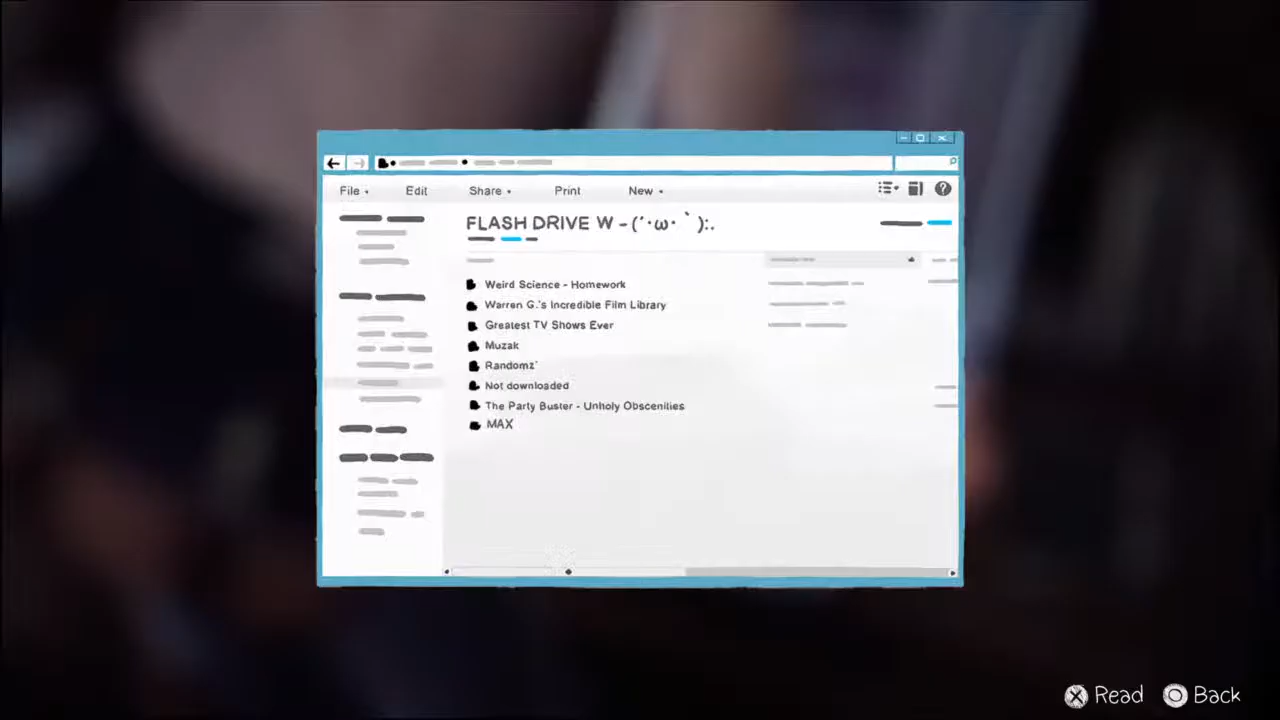 File Edit Share Print New
FLASH DRIVE W -(´･ω･` ):.
Weird Science - Homework
Warren G.'s Incredible Film Library
Greatest TV Shows Ever
Muzak
Randomz'
Not downloaded
The Party Buster - Unholy Obscenities
MAX
Read Back